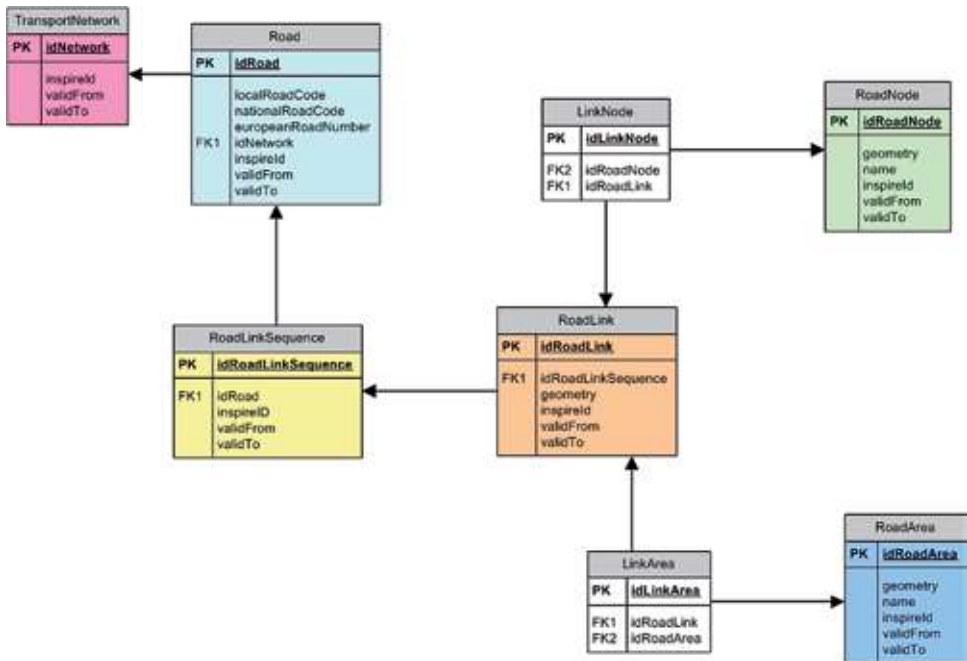 TransportNetwork
PK idNetwork
inspireId
validFrom
validTo
Road
PK idRoad
localRoadCode
nationalRoadCode
europeanRoadNumber
FK1 idNetwork
inspireId
validFrom
validTo
LinkNode
PK idLinkNode
FK2 idRoadNode
FK1 idRoadLink
RoadNode
PK idRoadNode
geometry
name
inspireId
validFrom
validTo
RoadLinkSequence
PK idRoadLinkSequence
FK1 idRoad
inspireID
validFrom
validTo
RoadLink
PK idRoadLink
FK1 idRoadLinkSequence
geometry
inspireId
validFrom
validTo
LinkArea
PK idLinkArea
FK1 idRoadLink
FK2 idRoadArea
RoadArea
PK idRoadArea
geometry
name
inspireId
validFrom
validTo